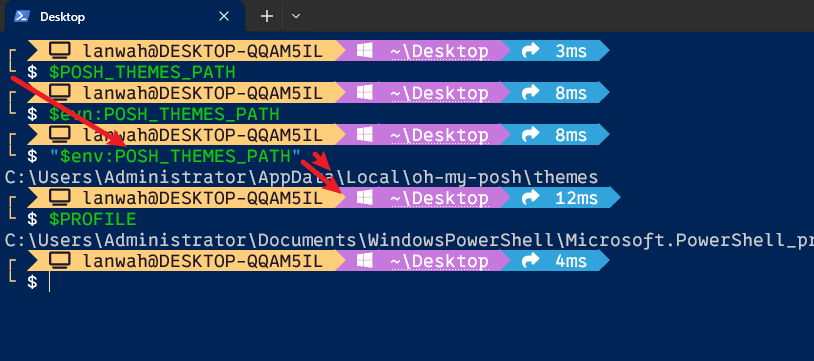 Desktop
lanwah@DESKTOP-QQAM5IL ~\Desktop 3ms
$ $POSH_THEMES_PATH
lanwah@DESKTOP-QQAM5IL ~\Desktop 8ms
$ $evn:POSH_THEMES_PATH
lanwah@DESKTOP-QQAM5IL ~\Desktop 8ms
$ "$env:POSH_THEMES_PATH"
C:\Users\Administrator\AppData\Local\oh-my-posh\themes
lanwah@DESKTOP-QQAM5IL ~\Desktop 12ms
$ $PROFILE
C:\Users\Administrator\Documents\WindowsPowerShell\Microsoft.PowerShell_pr
lanwah@DESKTOP-QQAM5IL ~\Desktop 4ms
$